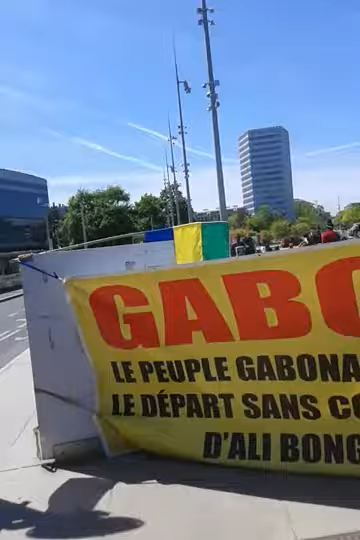 GABO
LE PEUPLE GABONA
LE DÉPART SANS CO
D'ALI BONG